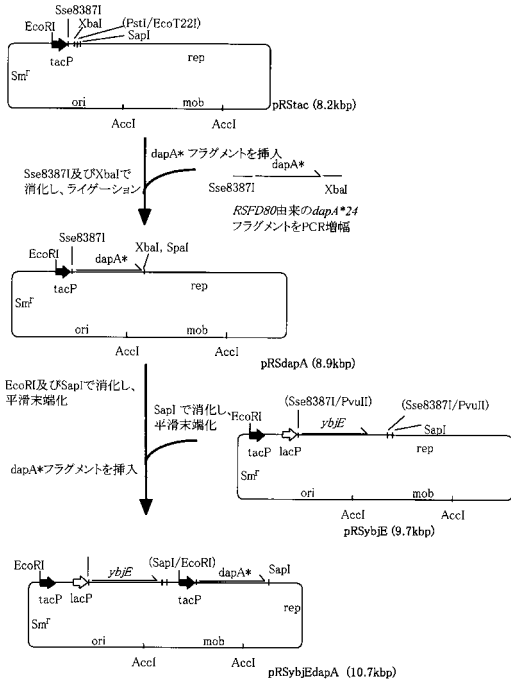 Sse8387I
EcoRI
XbaI
(PstI/EcoT22I)
SapI
tacP
rep
Smr
ori
mob
AccI
AccI
pRStac (8.2kbp)
dapA* フラグメントを挿入
Sse8387I及びXbaIで
消化し、ライゲーション
dapA*
Sse8387I
XbaI
RSFD80由来のdapA*24
フラグメントをPCR増幅
Sse8387I
EcoRI
dapA*
XbaI, SpaI
tacP
rep
Smr
ori
mob
AccI
AccI
pRSdapA (8.9kbp)
EcoRI及びSapIで消化し、
平滑末端化
SapI で消化し、
平滑末端化
dapA*フラグメントを挿入
(Sse8387I/PvuII)
(Sse8387I/PvuII)
EcoRI
ybjE
SapI
tacP
lacP
rep
Smr
ori
mob
AccI
AccI
pRSybjE (9.7kbp)
EcoRI
ybjE
(SapI/EcoRI)
dapA*
SapI
tacP
lacP
tacP
rep
Smr
ori
mob
AccI
AccI
pRSybjEdapA (10.7kbp)